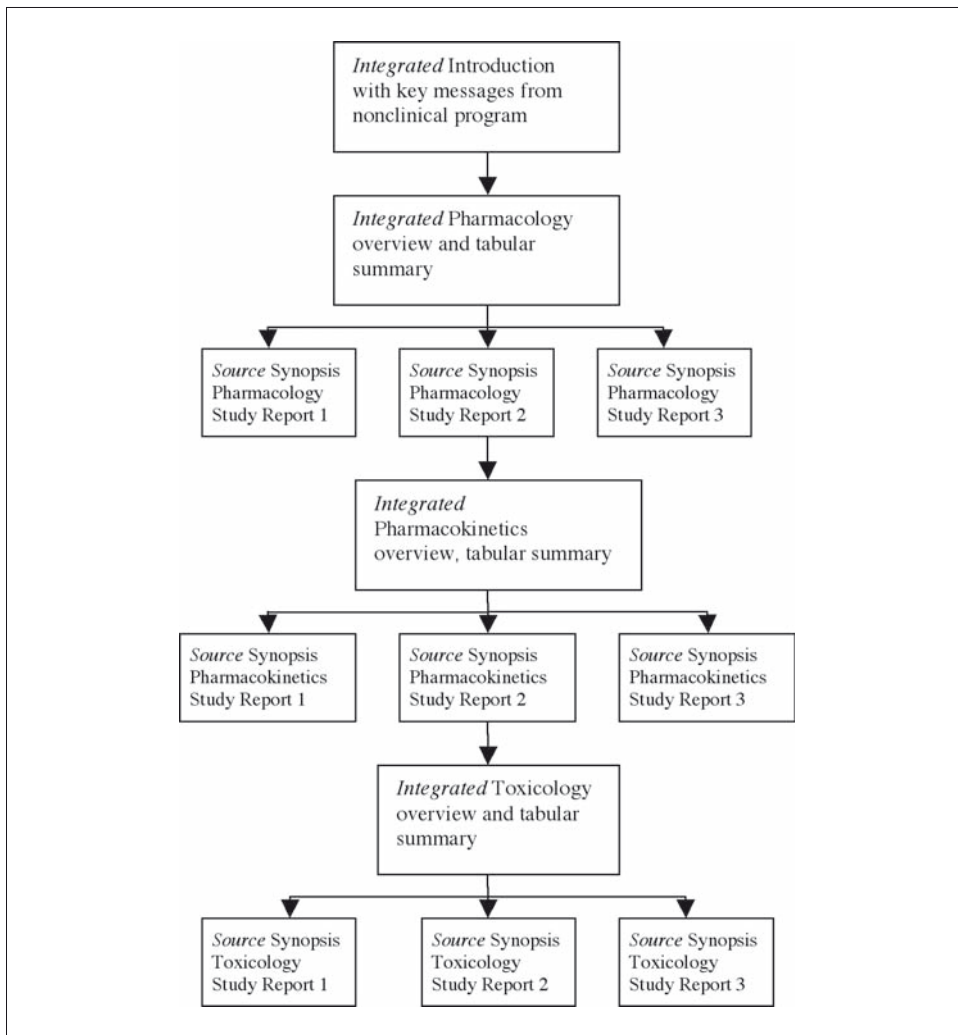 Integrated Introduction
with key messages from
nonclinical program
Integrated Pharmacology
overview and tabular
summary
Source Synopsis
Pharmacology
Study Report 1
Source Synopsis
Pharmacology
Study Report 2
Source Synopsis
Pharmacology
Study Report 3
Integrated
Pharmacokinetics
overview, tabular summary
Source Synopsis
Pharmacokinetics
Study Report 1
Source Synopsis
Pharmacokinetics
Study Report 2
Source Synopsis
Pharmacokinetics
Study Report 3
Integrated Toxicology
overview and tabular
summary
Source Synopsis
Toxicology
Study Report 1
Source Synopsis
Toxicology
Study Report 2
Source Synopsis
Toxicology
Study Report 3